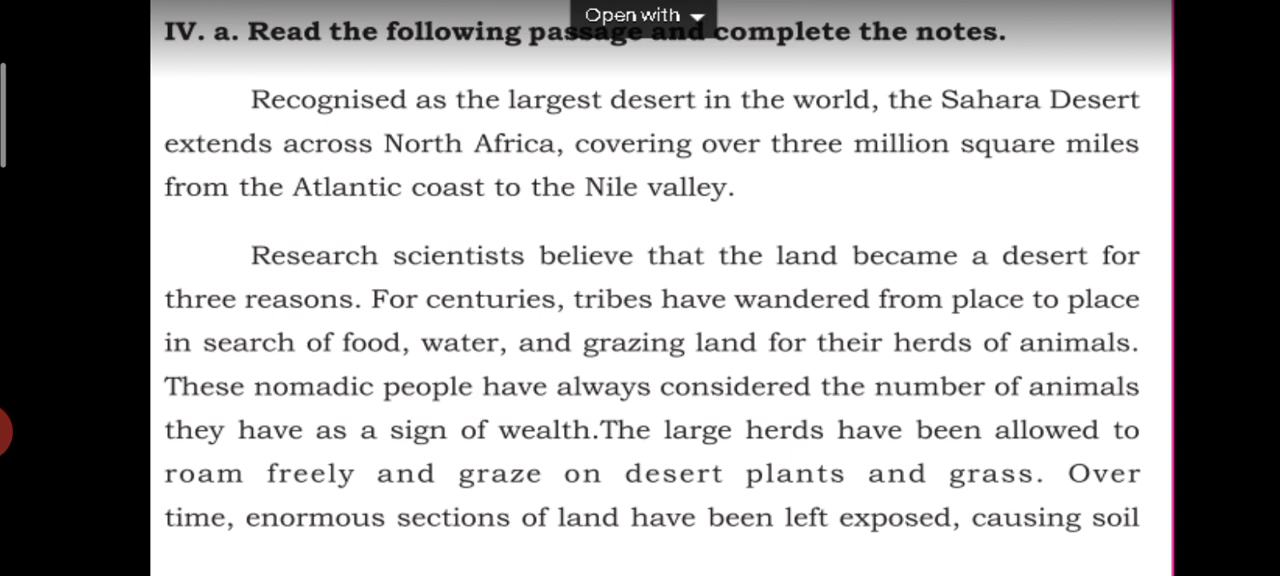 Open with
IV. a. Read the following passage and complete the notes.
Recognised as the largest desert in the world, the Sahara Desert
extends across North Africa, covering over three million square miles
from the Atlantic coast to the Nile valley.
Research scientists believe that the land became a desert for
three reasons. For centuries, tribes have wandered from place to place
in search of food, water, and grazing land for their herds of animals.
These nomadic people have always considered the number of animals
they have as a sign of wealth.The large herds have been allowed to
roam freely and graze on desert plants and grass. Over
time, enormous sections of land have been left exposed, causing soil